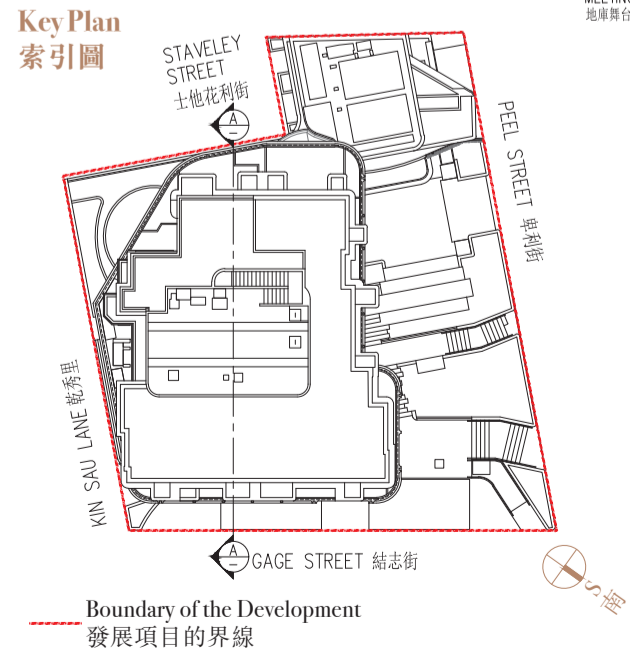 Key Plan
索引圖
MEETING
地庫舞台
STAVELEY
STREET
士他花利街
A
PEEL STREET 卑利街
KIN SAU LANE 乾秀里
A
GAGE STREET 結志街
S 南
Boundary of the Development
發展項目的界線